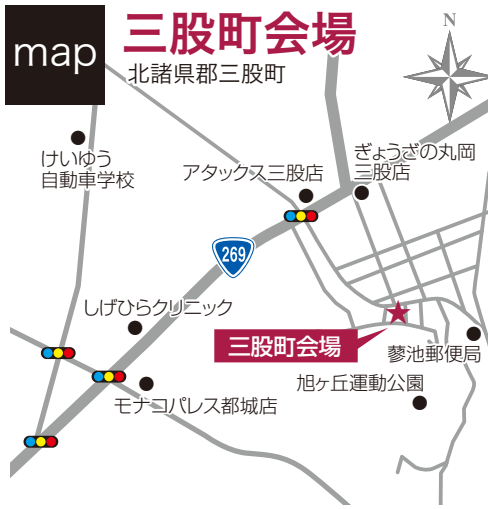 map
三股町会場
北諸県郡三股町
N
けいゆう
自動車学校
アタックス三股店
ぎょうざの丸岡
三股店
269
しげひらクリニック
三股町会場
蓼池郵便局
モナコパレス都城店
旭ヶ丘運動公園